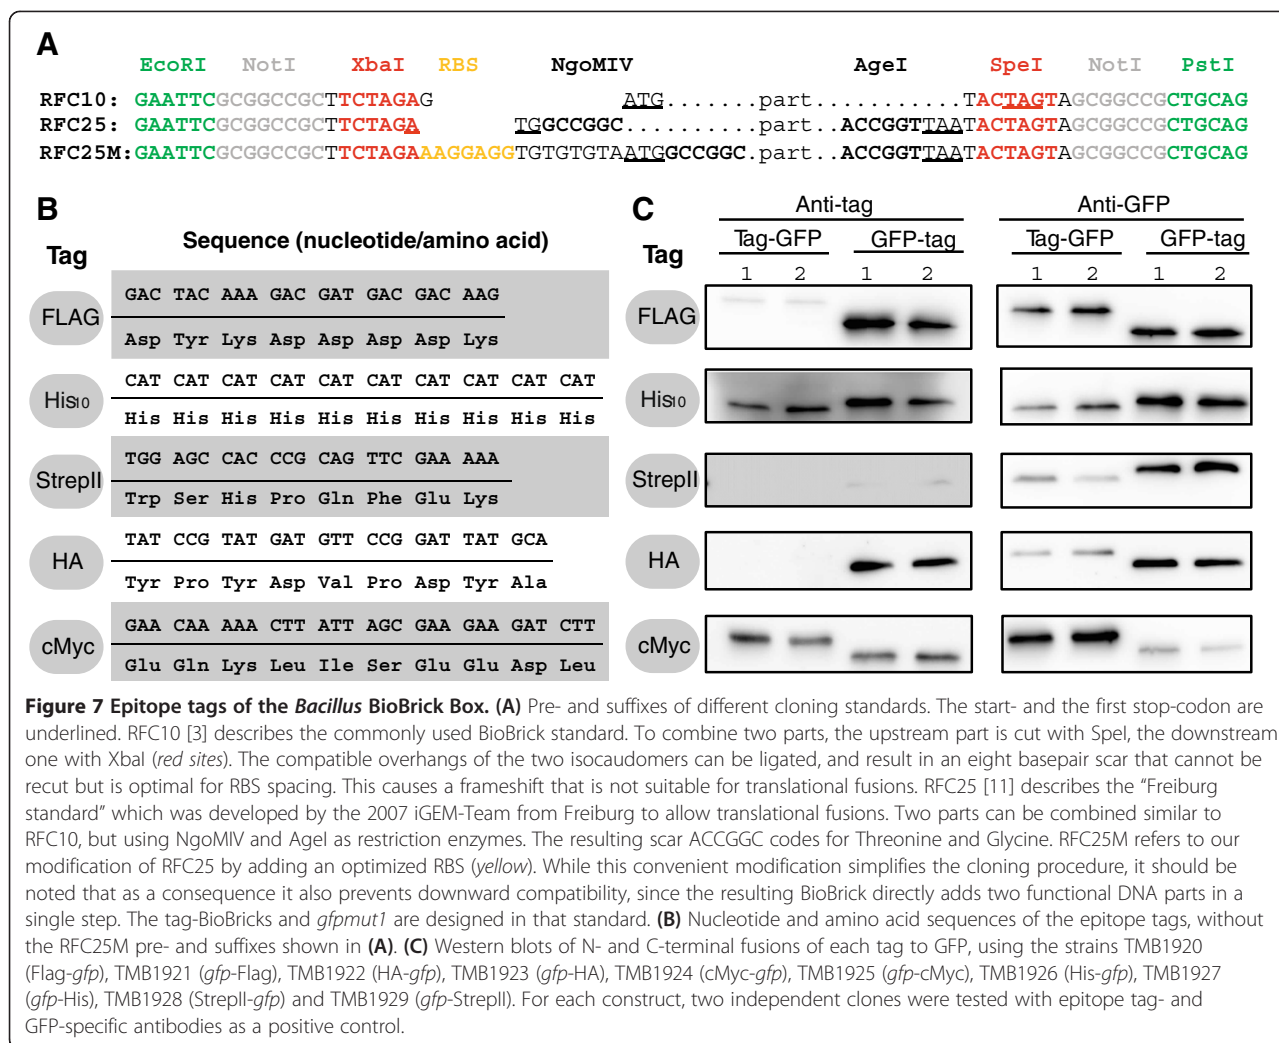 A
EcoRI NotI XbaI RBS NgoMIV AgeI SpeI NotI PstI
RFC10: GAATTCGCGGCCGCTTCTAGAG ATG.......part...........TACTAGTAGCGGCCGCTGCAG
RFC25: GAATTCGCGGCCGCTTCTAGA TGGCCGGC..........part...ACCGGTTAATACTAGTAGCGGCCGCTGCAG
RFC25M:GAATTCGCGGCCGCTTCTAGAAAGGAGGTGTGTGTAATGGCCGGC.part...ACCGGTTAATACTAGTAGCGGCCGCTGCAG
B
Tag Sequence (nucleotide/amino acid)
FLAG
GAC TAC AAA GAC GAT GAC GAC AAG
Asp Tyr Lys Asp Asp Asp Asp Lys
His10
CAT CAT CAT CAT CAT CAT CAT CAT CAT CAT
His His His His His His His His His His
StrepII
TGG AGC CAC CCG CAG TTC GAA AAA
Trp Ser His Pro Gln Phe Glu Lys
HA
TAT CCG TAT GAT GTT CCG GAT TAT GCA
Tyr Pro Tyr Asp Val Pro Asp Tyr Ala
cMyc
GAA CAA AAA CTT ATT AGC GAA GAA GAT CTT
Glu Gln Lys Leu Ile Ser Glu Glu Asp Leu
C
Anti-tag Anti-GFP
Tag Tag-GFP GFP-tag Tag-GFP GFP-tag
1 2 1 2 1 2 1 2
FLAG
His10
StrepII
HA
cMyc
Figure 7 Epitope tags of the Bacillus BioBrick Box. (A) Pre- and suffixes of different cloning standards. The start- and the first stop-codon are
underlined. RFC10 [3] describes the commonly used BioBrick standard. To combine two parts, the upstream part is cut with SpeI, the downstream
one with XbaI (red sites). The compatible overhangs of the two isocaudomers can be ligated, and result in an eight basepair scar that cannot be
recut but is optimal for RBS spacing. This causes a frameshift that is not suitable for translational fusions. RFC25 [11] describes the “Freiburg
standard” which was developed by the 2007 iGEM-Team from Freiburg to allow translational fusions. Two parts can be combined similar to
RFC10, but using NgoMIV and AgeI as restriction enzymes. The resulting scar ACCGGC codes for Threonine and Glycine. RFC25M refers to our
modification of RFC25 by adding an optimized RBS (yellow). While this convenient modification simplifies the cloning procedure, it should be
noted that as a consequence it also prevents downward compatibility, since the resulting BioBrick directly adds two functional DNA parts in a
single step. The tag-BioBricks and gfpmut1 are designed in that standard. (B) Nucleotide and amino acid sequences of the epitope tags, without
the RFC25M pre- and suffixes shown in (A). (C) Western blots of N- and C-terminal fusions of each tag to GFP, using the strains TMB1920
(Flag-gfp), TMB1921 (gfp-Flag), TMB1922 (HA-gfp), TMB1923 (gfp-HA), TMB1924 (cMyc-gfp), TMB1925 (gfp-cMyc), TMB1926 (His-gfp), TMB1927
(gfp-His), TMB1928 (StrepII-gfp) and TMB1929 (gfp-StrepII). For each construct, two independent clones were tested with epitope tag- and
GFP-specific antibodies as a positive control.